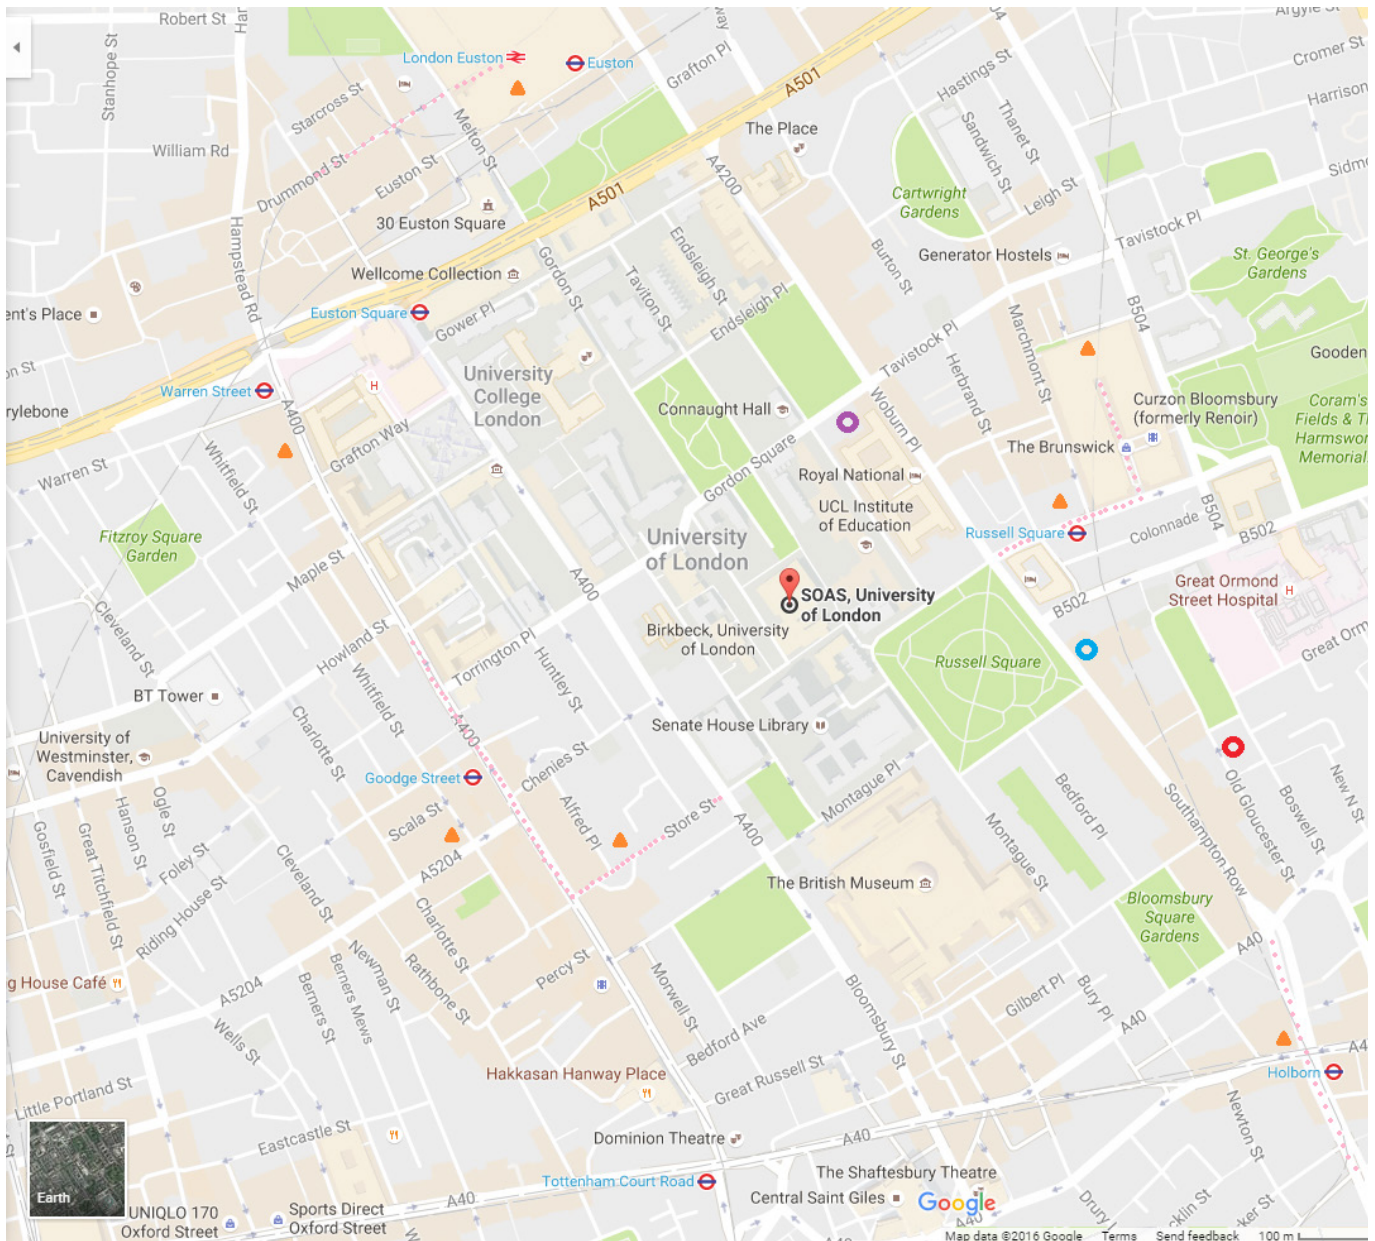 Robert St
Argyle St
Stanhope St
London Euston
Euston
Grafton Pl
A501
Hastings St
Cromer St
Harrison
Starcross St
Thanet St
Sandwich St
The Place
William Rd
Melton St
Drummond St
Euston St
A4200
Leigh St
Cartwright
Gardens
A501
30 Euston Square
Tavistock Pl
Hampstead Rd
Gordon St
Endsleigh St
Burton St
Generator Hostels
St. George's
Gardens
Wellcome Collection
Taviton St
Endsleigh Pl
B504
ent's Place
Euston Square
Gower Pl
Marchmont St
Tavistock Pl
Herbrand St
Gooden
University
College
London
Warren Street
H
Woburn Pl
Curzon Bloomsbury
(formerly Renoir)
Coram's
Fields & Th
Harmswor
Memorial
rylebone
A400
Connaught Hall
Grafton Way
Gordon Square
The Brunswick
Warren St
Whitfield St
Royal National
UCL Institute
of Education
B504
Fitzroy Square
Garden
University
of London
Russell Square
Colonnade
B502
Maple St
A400
SOAS, University
of London
Great Ormond
Street Hospital
H
B502
Cleveland St
Howland St
Birkbeck, University
of London
Torrington Pl
Huntley St
Russell Square
Great Orm
BT Tower
Whitfield St
Charlotte St
A400
Senate House Library
University of
Westminster,
Cavendish
Goodge Street
Chenies St
Montague Pl
Bedford Pl
Southampton Row
Old Gloucester St
Boswell St
New N St
Ogle St
Hanson St
Great Titchfield St
Gosfield St
Scala St
Alfred Pl
Store St
A400
Foley St
A5204
Montague St
Riding House St
Cleveland St
The British Museum
Bloomsbury
Square
Gardens
Charlotte St
Newman St
Berners Mews
Berners St
Rathbone St
Percy St
Morwell St
A40
g House Café
A5204
Bloomsbury St
Gilbert Pl
Bury Pl
A40
Wells St
Bedford Ave
Hakkasan Hanway Place
Great Russell St
Holborn
Little Portland St
Newton St
Eastcastle St
Dominion Theatre
A40
The Shaftesbury Theatre
Tottenham Court Road
Central Saint Giles
Google
Earth
UNIQLO 170
Oxford Street
Sports Direct
Oxford Street
A40
A40
Drury L
cklin St
ker St
Map data ©2016 Google Terms Send feedback 100 m